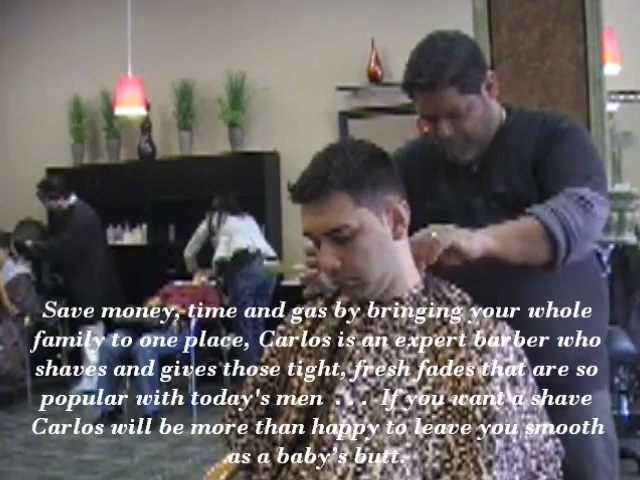 Save money, time and gas by bringing your whole
family to one place, Carlos is an expert barber who
shaves and gives those tight, fresh fades that are so
popular with today's men . . . If you want a shave
Carlos will be more than happy to leave you smooth
as a baby's butt.